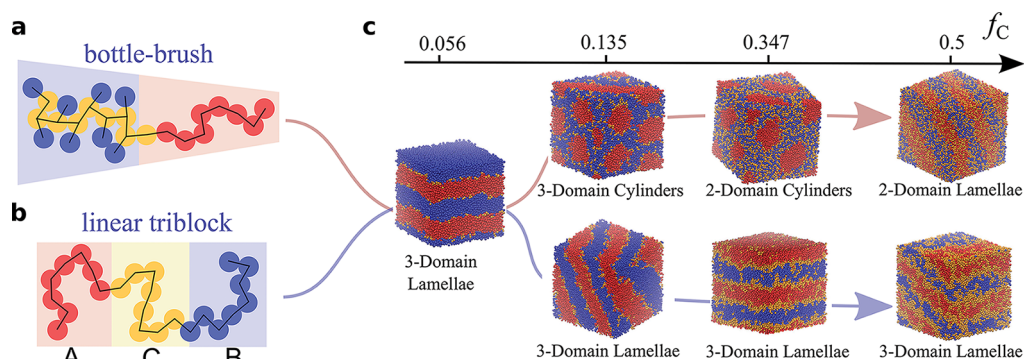 a
bottle-brush
b
linear triblock
A C B
c
fC
0.056 0.135 0.347 0.5
3-Domain
Lamellae
3-Domain Cylinders
2-Domain Cylinders
2-Domain Lamellae
3-Domain Lamellae
3-Domain Lamellae
3-Domain Lamellae